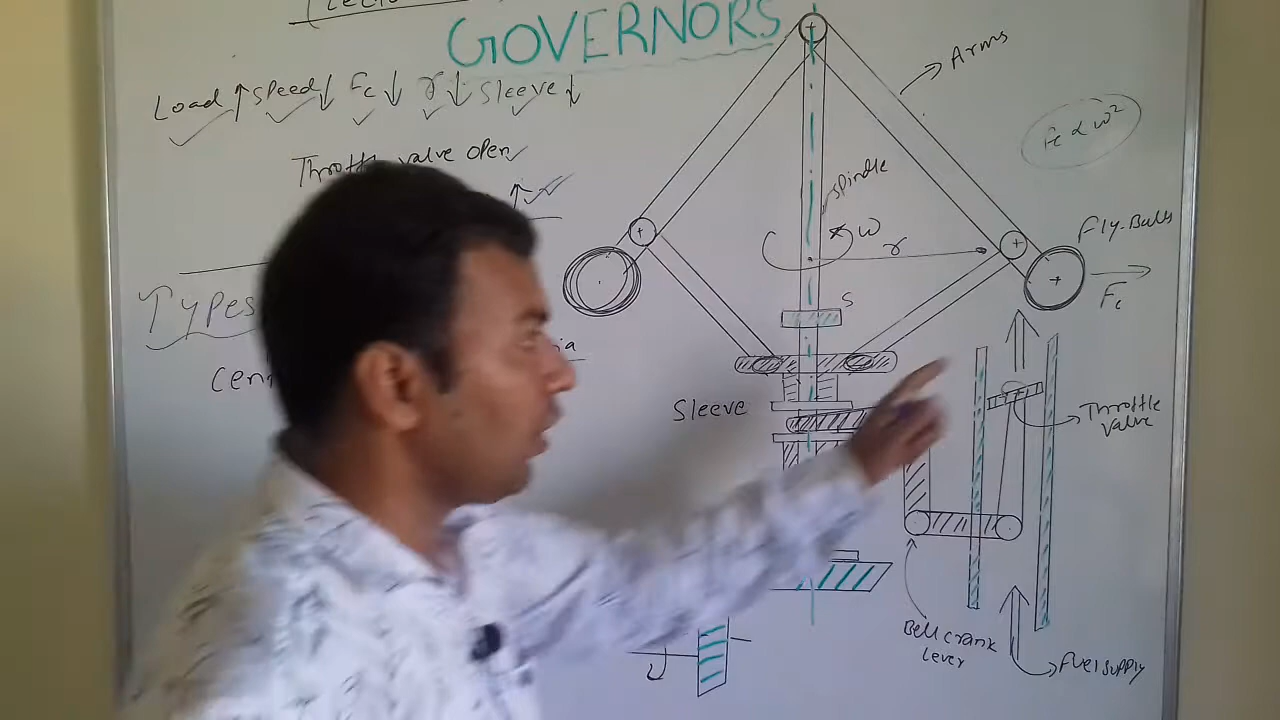 GOVERNORS
Load ↑ Speed ↓ Fc ↓ r ↓ Sleeve ↓
Throttle valve open
↑
Types
Arms
Fc ∝ ω²
Spindle
ω
r
Fly-Balls
Fc
S
Sleeve
Throttle
valve
Bell crank
lever
Fuel supply